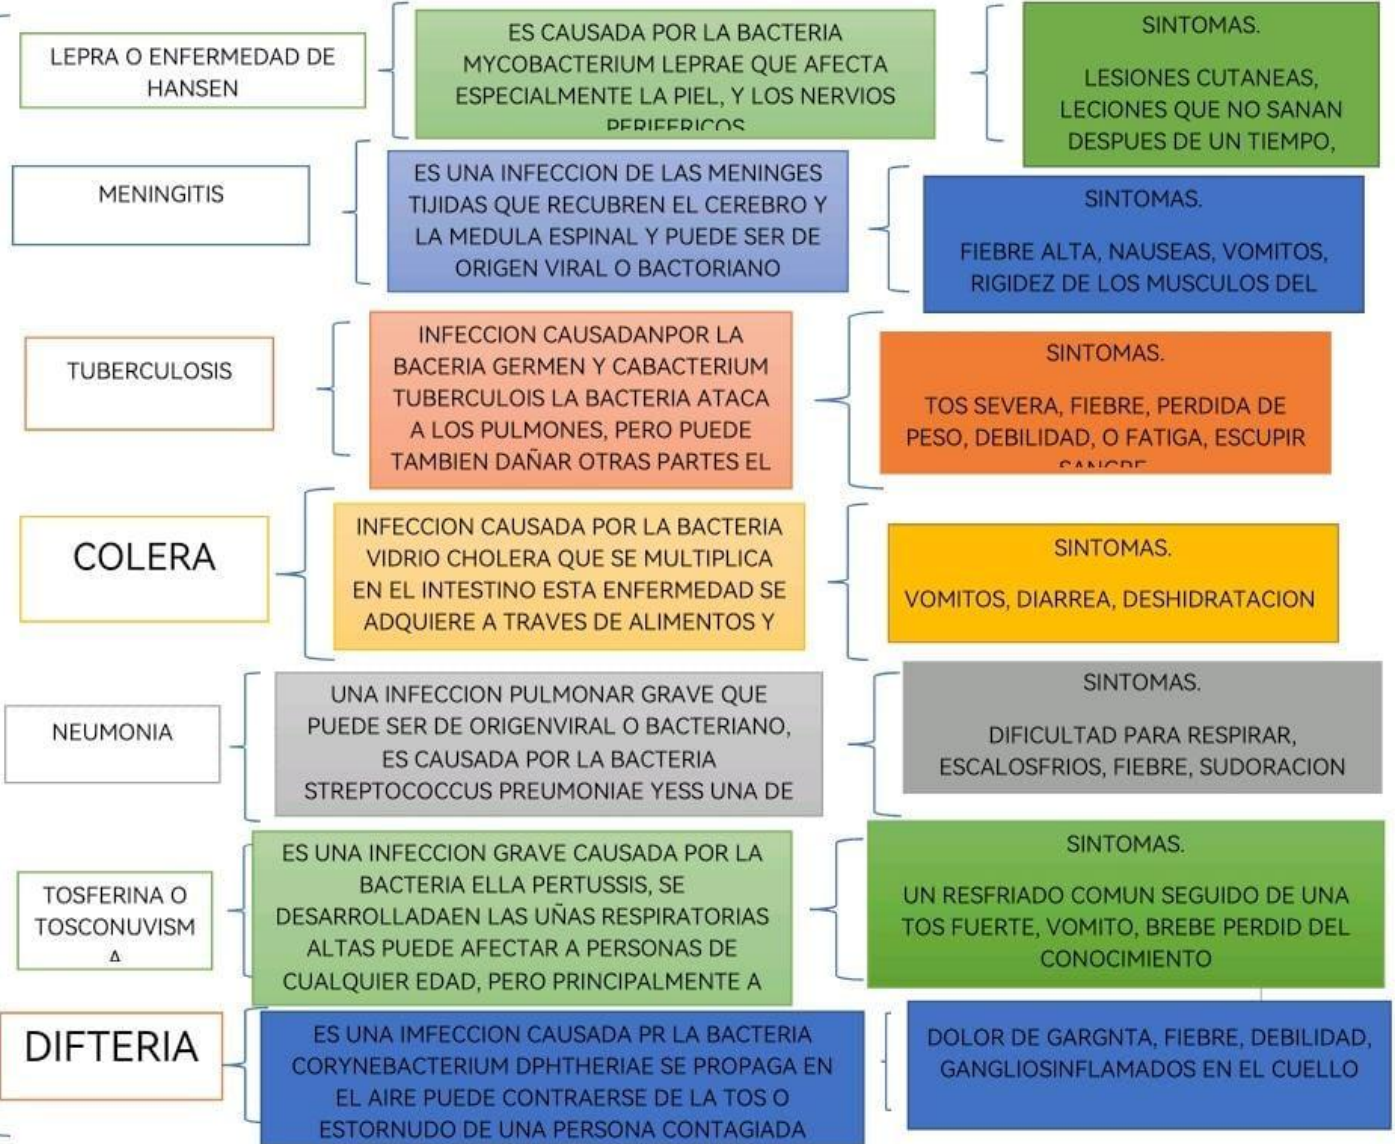 LEPRA O ENFERMEDAD DE
HANSEN
ES CAUSADA POR LA BACTERIA
MYCOBACTERIUM LEPRAE QUE AFECTA
ESPECIALMENTE LA PIEL, Y LOS NERVIOS
PERIFERICOS
SINTOMAS.
LESIONES CUTANEAS,
LECIONES QUE NO SANAN
DESPUES DE UN TIEMPO,
MENINGITIS
ES UNA INFECCION DE LAS MENINGES
TIJIDAS QUE RECUBREN EL CEREBRO Y
LA MEDULA ESPINAL Y PUEDE SER DE
ORIGEN VIRAL O BACTORIANO
SINTOMAS.
FIEBRE ALTA, NAUSEAS, VOMITOS,
RIGIDEZ DE LOS MUSCULOS DEL
TUBERCULOSIS
INFECCION CAUSADANPOR LA
BACERIA GERMEN Y CABACTERIUM
TUBERCULOIS LA BACTERIA ATACA
A LOS PULMONES, PERO PUEDE
TAMBIEN DAÑAR OTRAS PARTES EL
SINTOMAS.
TOS SEVERA, FIEBRE, PERDIDA DE
PESO, DEBILIDAD, O FATIGA, ESCUPIR
SANGRE
COLERA
INFECCION CAUSADA POR LA BACTERIA
VIDRIO CHOLERA QUE SE MULTIPLICA
EN EL INTESTINO ESTA ENFERMEDAD SE
ADQUIERE A TRAVES DE ALIMENTOS Y
SINTOMAS.
VOMITOS, DIARREA, DESHIDRATACION
NEUMONIA
UNA INFECCION PULMONAR GRAVE QUE
PUEDE SER DE ORIGENVIRAL O BACTERIANO,
ES CAUSADA POR LA BACTERIA
STREPTOCOCCUS PREUMONIAE YESS UNA DE
SINTOMAS.
DIFICULTAD PARA RESPIRAR,
ESCALOSFRIOS, FIEBRE, SUDORACION
TOSFERINA O
TOSCONUVISM
A
ES UNA INFECCION GRAVE CAUSADA POR LA
BACTERIA ELLA PERTUSSIS, SE
DESARROLLADAEN LAS UÑAS RESPIRATORIAS
ALTAS PUEDE AFECTAR A PERSONAS DE
CUALQUIER EDAD, PERO PRINCIPALMENTE A
SINTOMAS.
UN RESFRIADO COMUN SEGUIDO DE UNA
TOS FUERTE, VOMITO, BREBE PERDID DEL
CONOCIMIENTO
DIFTERIA
ES UNA IMFECCION CAUSADA PR LA BACTERIA
CORYNEBACTERIUM DPHTHERIAE SE PROPAGA EN
EL AIRE PUEDE CONTRAERSE DE LA TOS O
ESTORNUDO DE UNA PERSONA CONTAGIADA
DOLOR DE GARGNTA, FIEBRE, DEBILIDAD,
GANGLIOSINFLAMADOS EN EL CUELLO